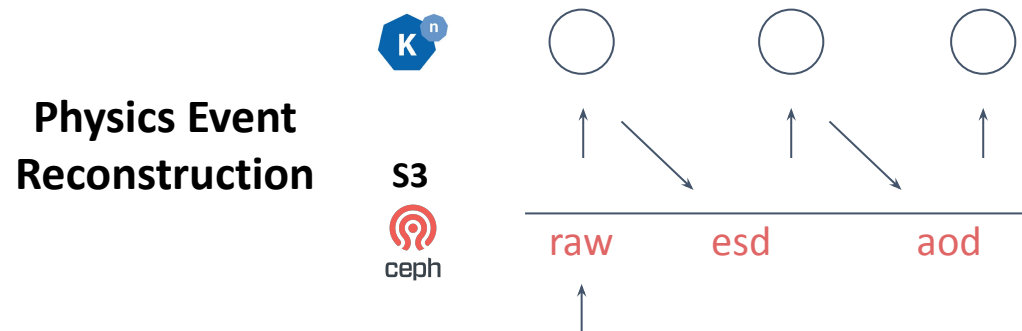 Physics Event
Reconstruction
K n
S3
ceph
raw esd aod